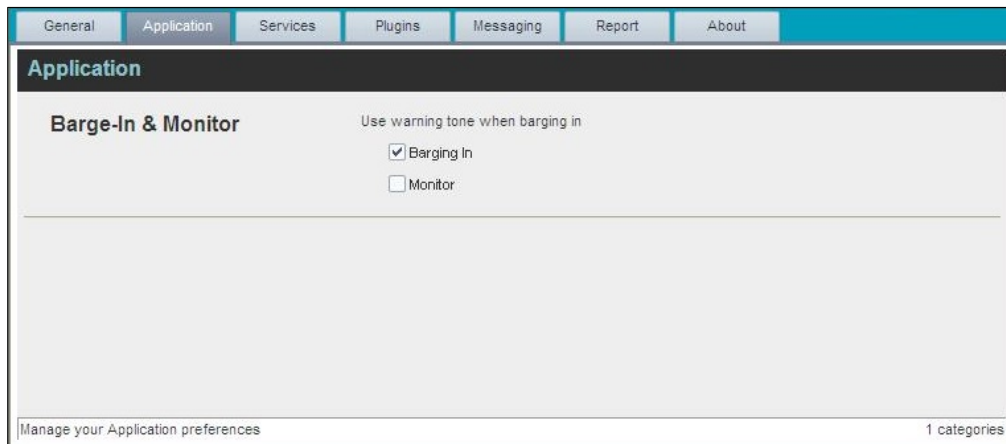 General Application Services Plugins Messaging Report About
Application
Barge-In & Monitor
Use warning tone when barging in
Barging In
Monitor
Manage your Application preferences 1 categories